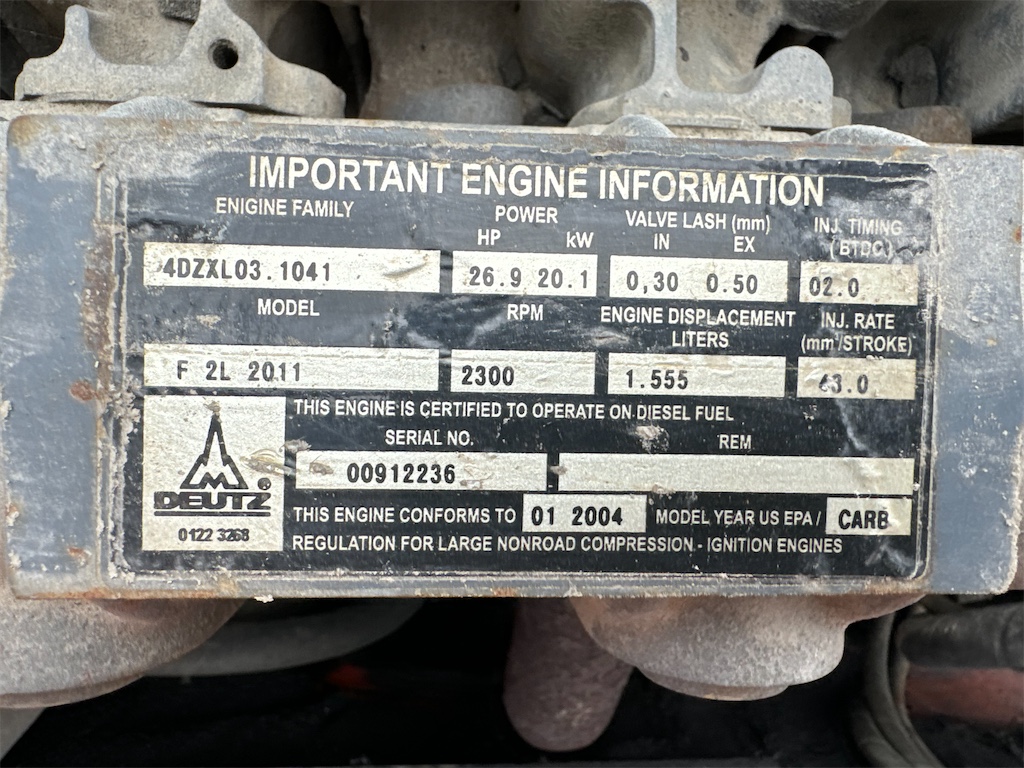 IMPORTANT ENGINE INFORMATION
ENIGINE FAMILY POWER VALVE LASH (mm) INJ. TIMING
HP kW IN EX (BTDC)
4DZXL03.1041 26.9 20.1 0,30 0.50 02.0
MODEL RPM ENGINE DISPLACEMENT INJ. RATE
LITERS (mm³/STROKE)
F 2L 2011 2300 1.555
THIS ENGINE IS CERTIFIED TO OPERATE ON DIESEL FUEL
SERIAL NO. REM
00912236
DEUTZ
THIS ENGINE CONFORMS TO 01 2004 MODEL YEAR US EPA / CARB
0122 3268
REGULATION FOR LARGE NONROAD COMPRESSION - IGNITION ENGINES